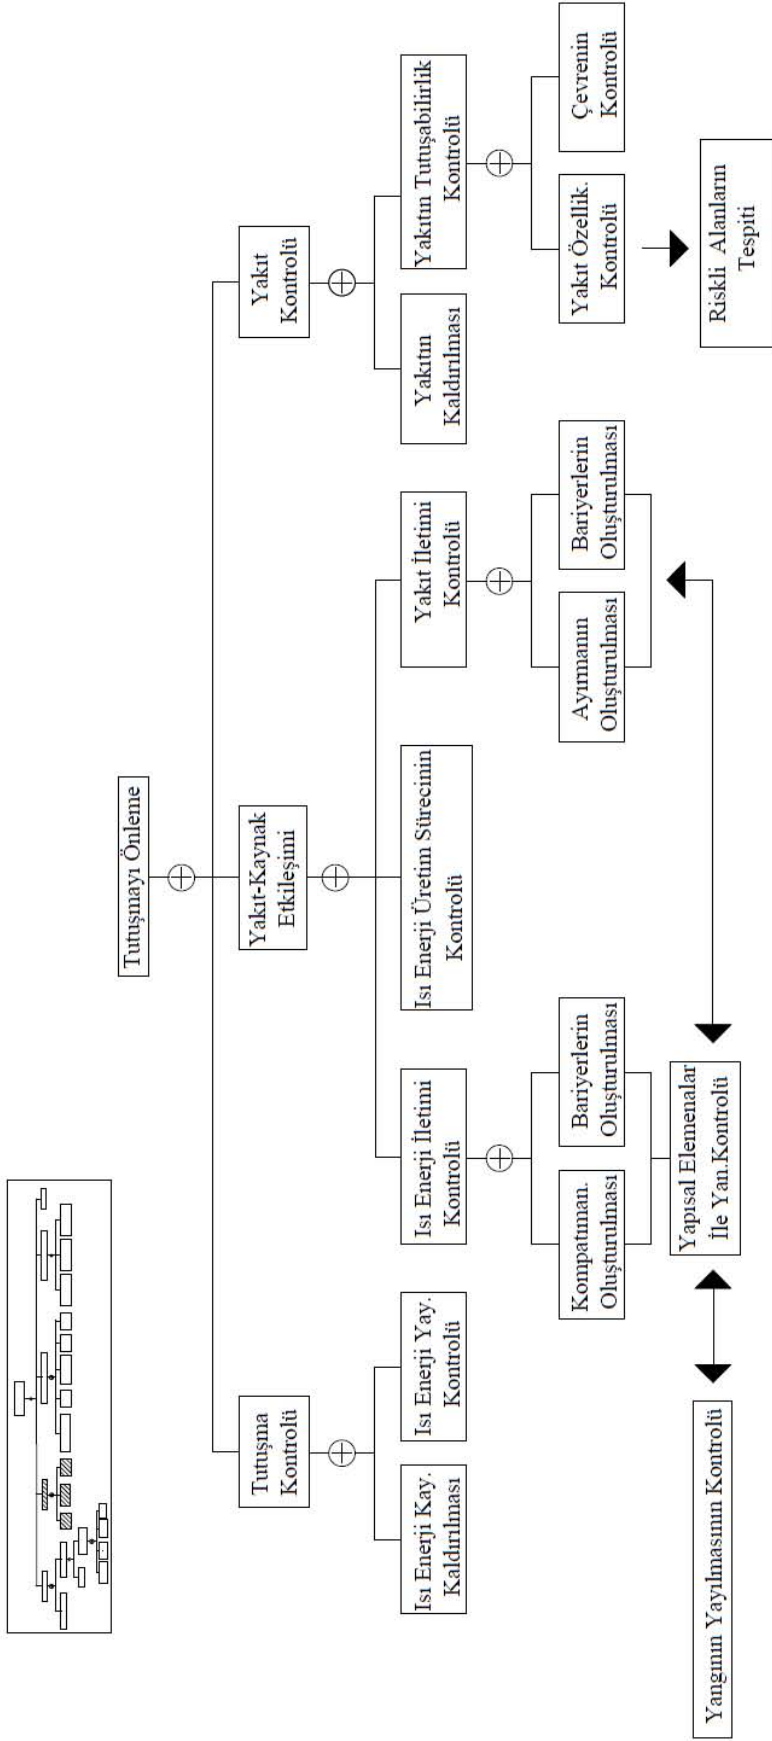 Tutuşmayı Önleme
Tutuşma
Kontrolü
Yakıt-Kaynak
Etkileşimi
Yakıt
Kontrolü
Isı Enerji Kay.
Kaldırılması
Isı Enerji Yay.
Kontrolü
Isı Enerji İletimi
Kontrolü
Isı Enerji Üretim Sürecinin
Kontrolü
Yakıt İletimi
Kontrolü
Yakıtın
Kaldırılması
Yakıtın Tutuşabilirlik
Kontrolü
Kompatıman.
Oluşturulması
Bariyerlerin
Oluşturulması
Ayırmanın
Oluşturulması
Bariyerlerin
Oluşturulması
Yakıt Özellik.
Kontrolü
Çevrenin
Kontrolü
Yangının Yayılmasının Kontrolü
Yapısal Elemenalar
İle Yan.Kontrolü
Riskli Alanların
Tespiti